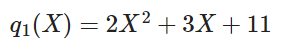 q₁(X) = 2X² + 3X + 11